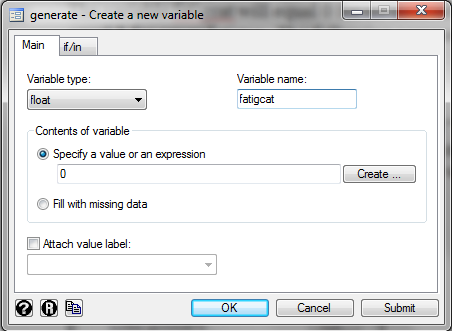 generate - Create a new variable
Main if/in
Variable type: Variable name:
float fatigcat
Contents of variable
Specify a value or an expression
0 Create ...
Fill with missing data
Attach value label:
? R OK Cancel Submit